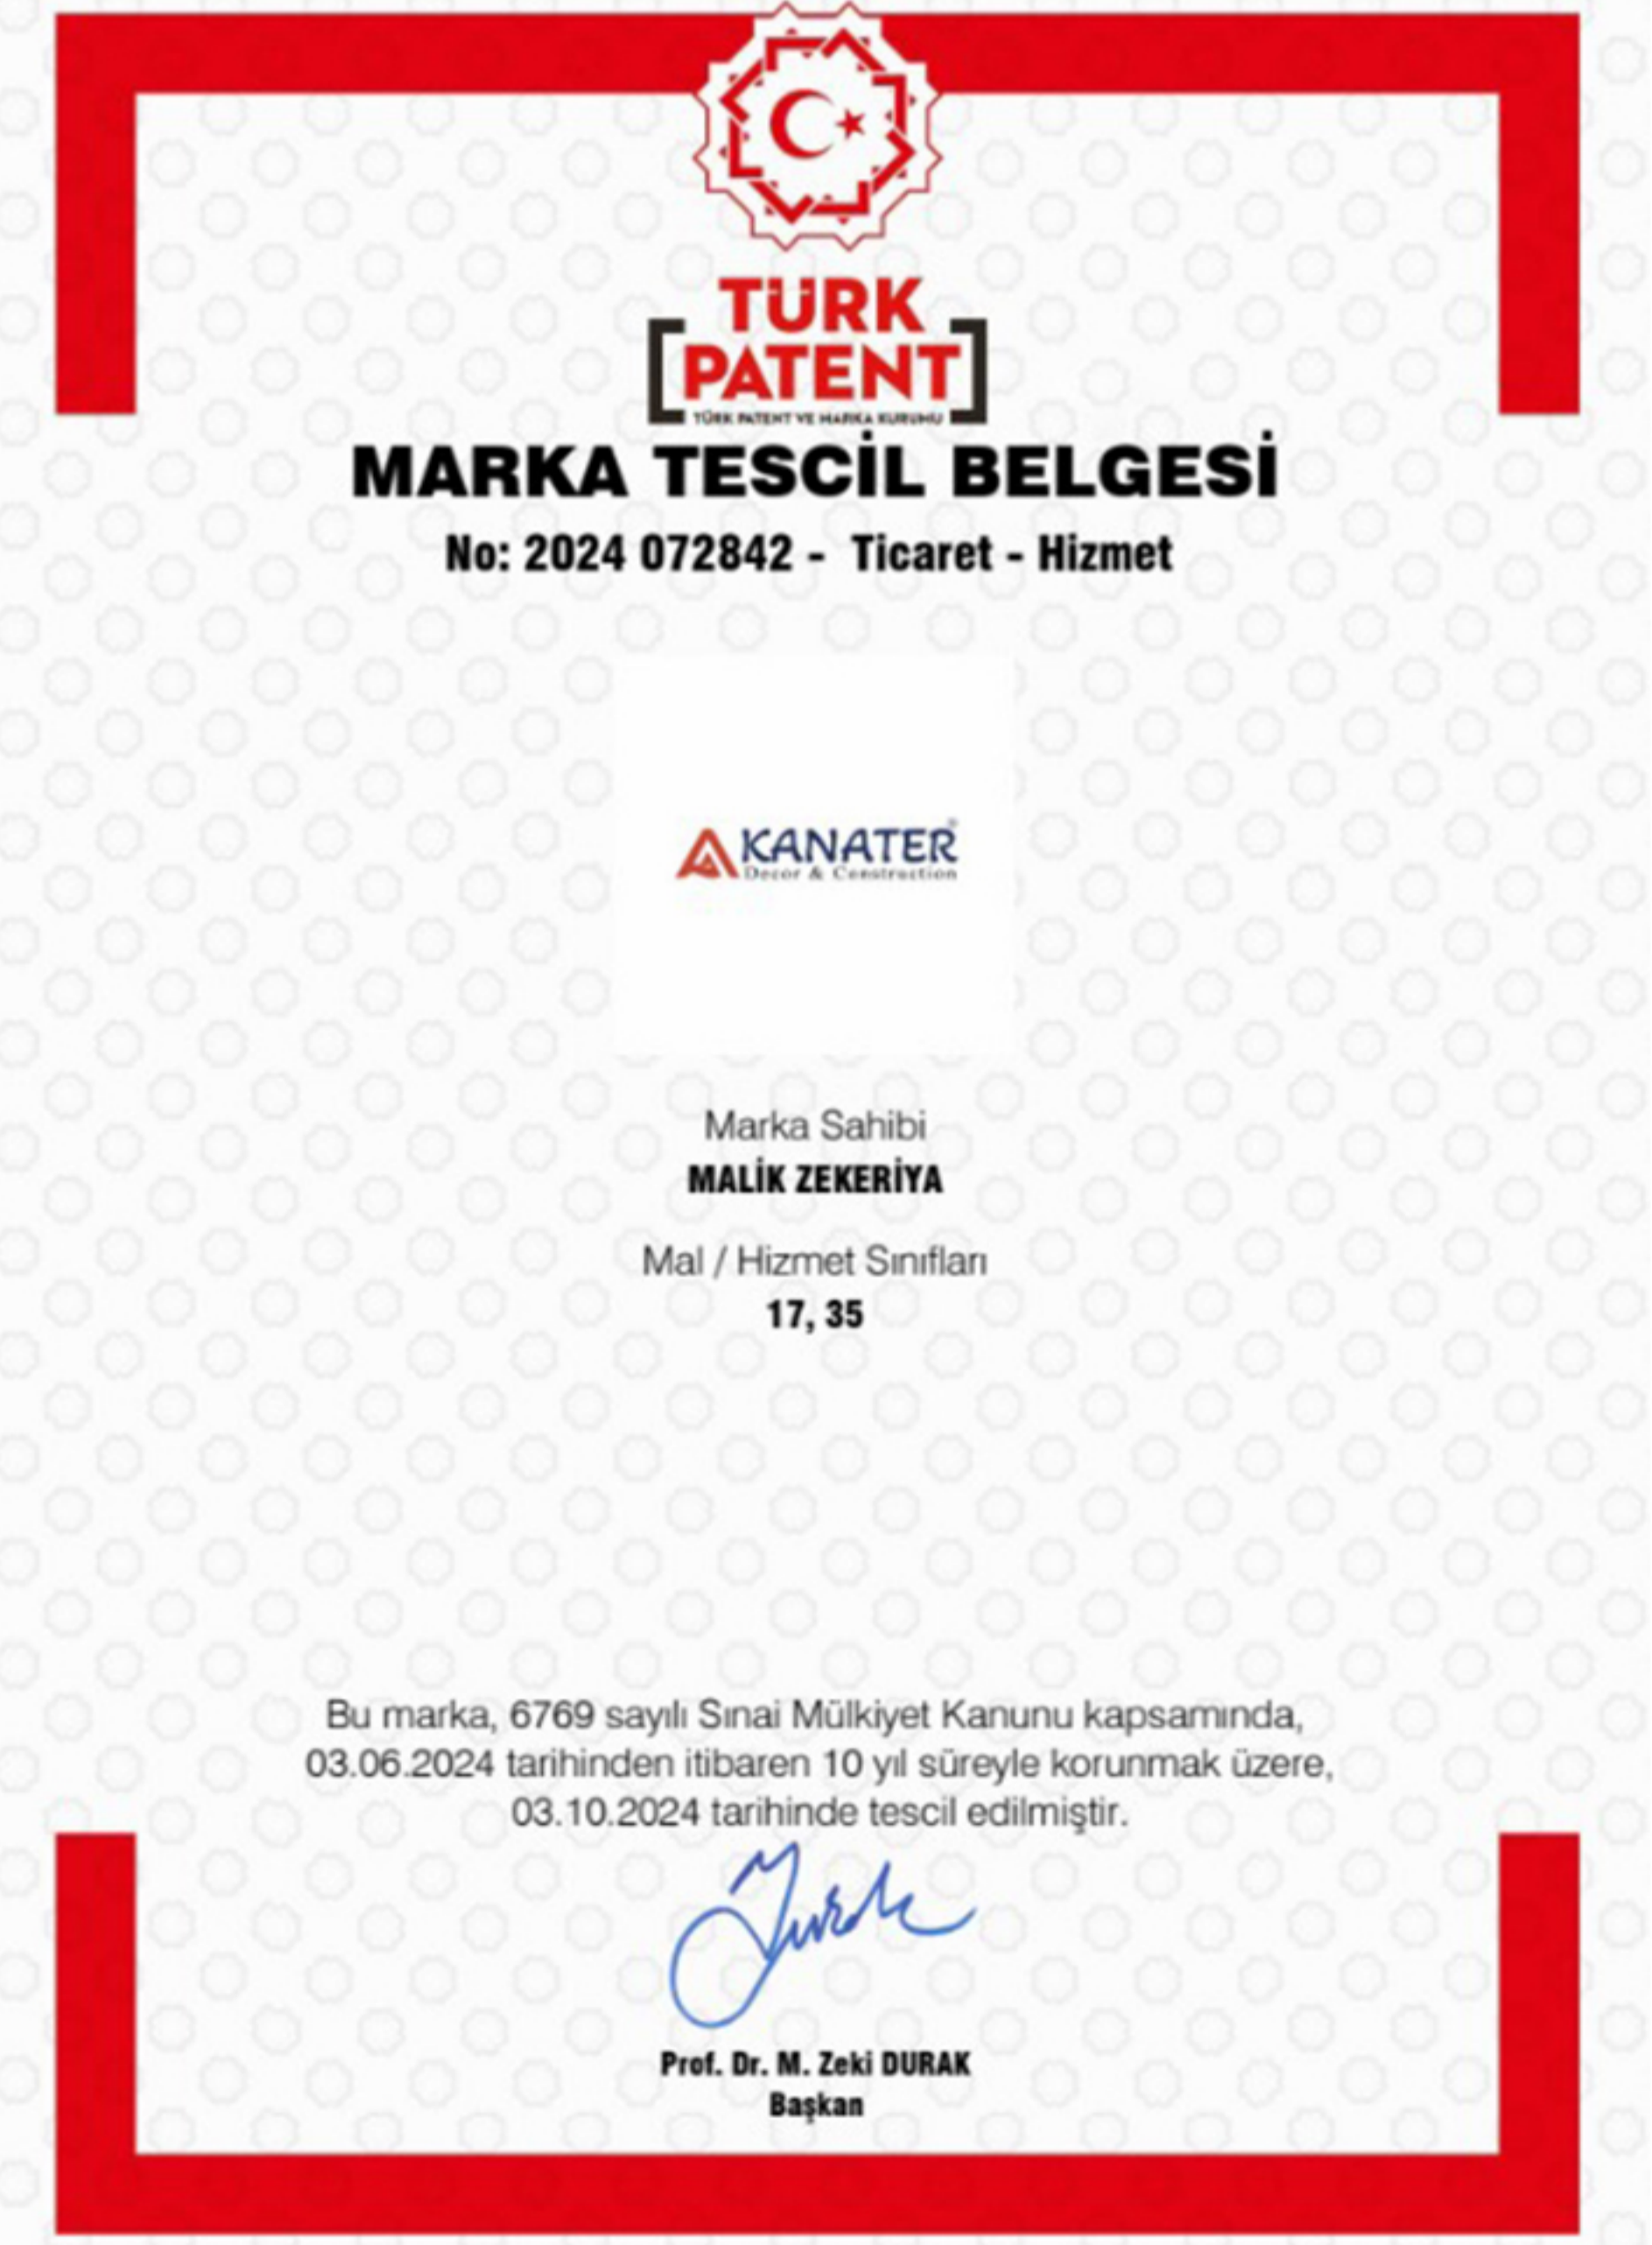 TÜRK
PATENT
TÜRK PATENT VE MARKA KURUMU
MARKA TESCİL BELGESİ
No: 2024 072842 - Ticaret - Hizmet
KANATER®
Decor & Construction
Marka Sahibi
MALİK ZEKERİYA
Mal / Hizmet Sınıfları
17, 35
Bu marka, 6769 sayılı Sınai Mülkiyet Kanunu kapsamında,
03.06.2024 tarihinden itibaren 10 yıl süreyle korunmak üzere,
03.10.2024 tarihinde tescil edilmiştir.
Prof. Dr. M. Zeki DURAK
Başkan